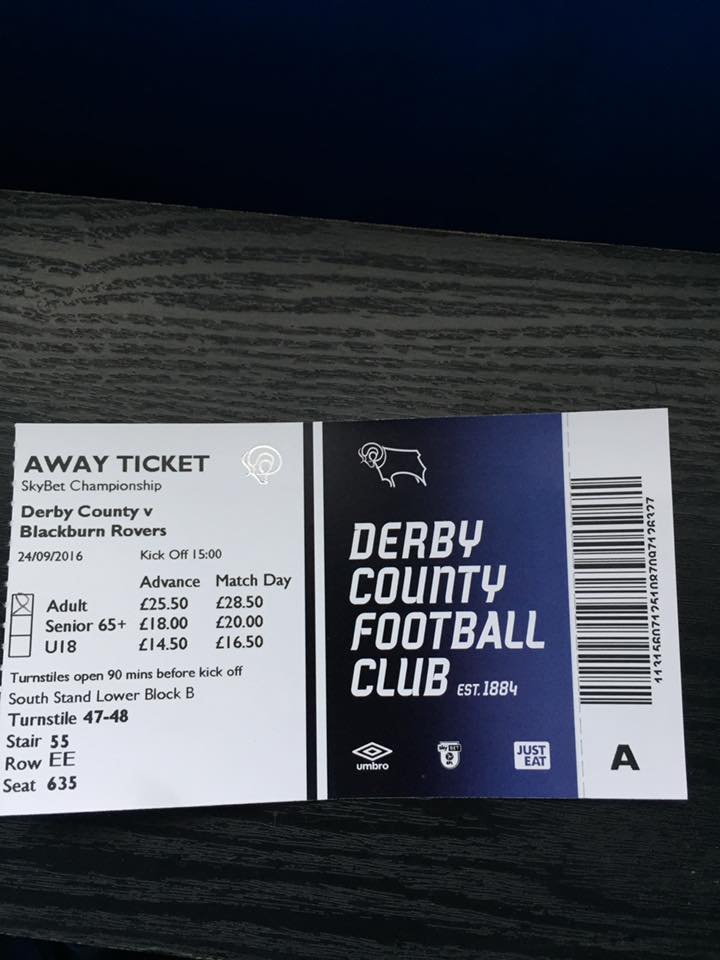 AWAY TICKET
SkyBet Championship
Derby County v
Blackburn Rovers
24/09/2016 Kick Off 15:00
Advance Match Day
Adult £25.50 £28.50
Senior 65+ £18.00 £20.00
U18 £14.50 £16.50
Turnstiles open 90 mins before kick off
South Stand Lower Block B
Turnstile 47-48
Stair 55
Row EE
Seat 635
DERBY
COUNTY
FOOTBALL
CLUB EST. 1884
umbro
sky BET
EFL
JUST
EAT
A